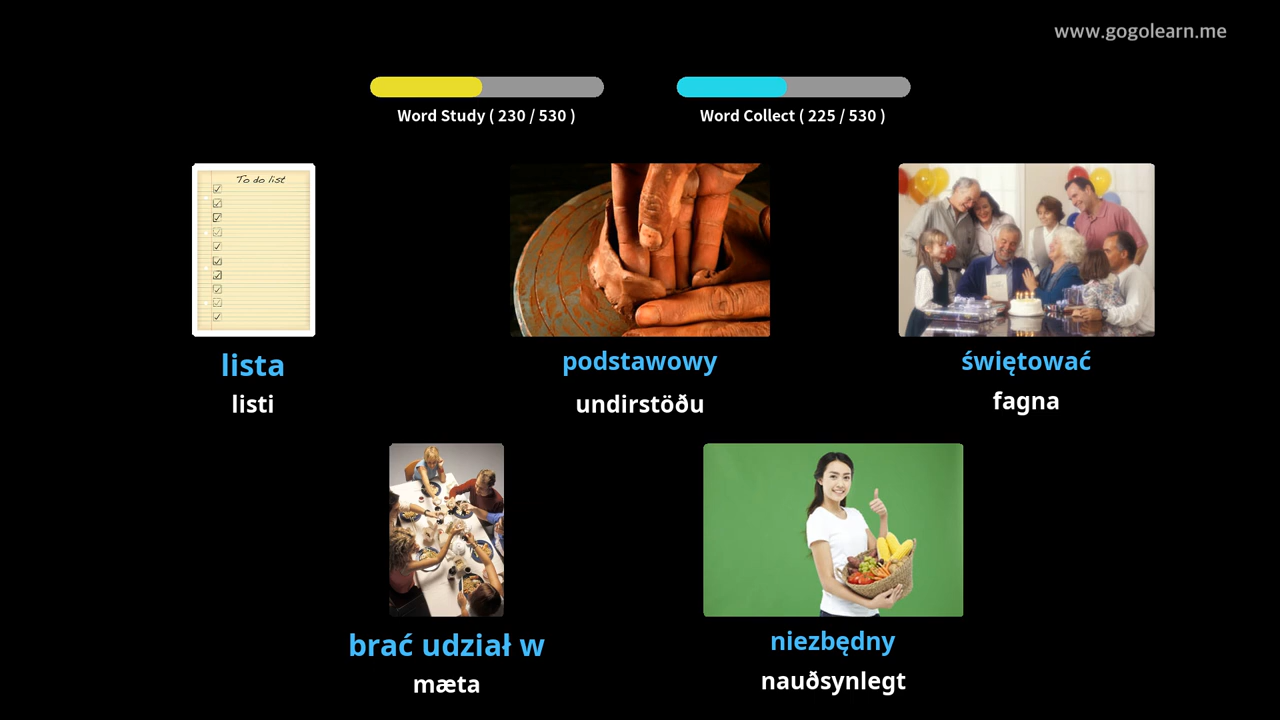 www.gogolearn.me
Word Study ( 230 / 530 )
Word Collect ( 225 / 530 )
To do list
lista
listi
podstawowy
undirstöðu
świętować
fagna
brać udział w
mæta
niezbędny
nauðsynlegt